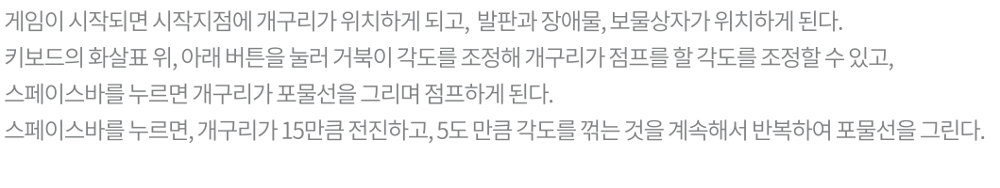 게임이 시작되면 시작지점에 개구리가 위치하게 되고, 발판과 장애물, 보물상자가 위치하게 된다.
키보드의 화살표 위, 아래 버튼을 눌러 거북이 각도를 조정해 개구리가 점프를 할 각도를 조정할 수 있고,
스페이스바를 누르면 개구리가 포물선을 그리며 점프하게 된다.
스페이스바를 누르면, 개구리가 15만큼 전진하고, 5도 만큼 각도를 꺾는 것을 계속해서 반복하여 포물선을 그린다.